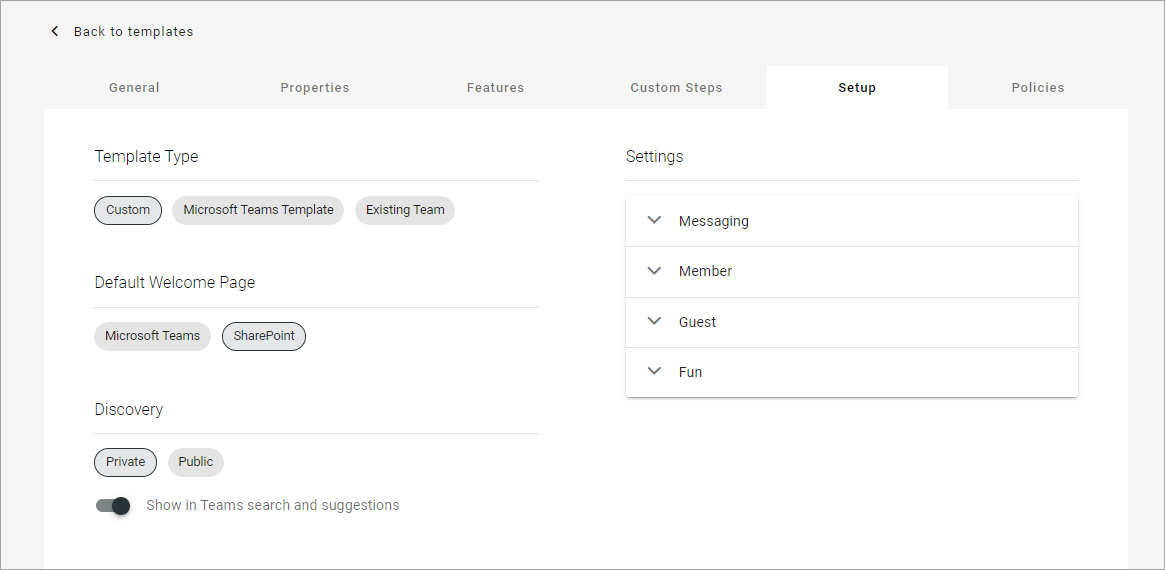 Back to templates
General Properties Features Custom Steps Setup Policies
Template Type
Custom Microsoft Teams Template Existing Team
Default Welcome Page
Microsoft Teams SharePoint
Discovery
Private Public
Show in Teams search and suggestions
Settings
Messaging
Member
Guest
Fun